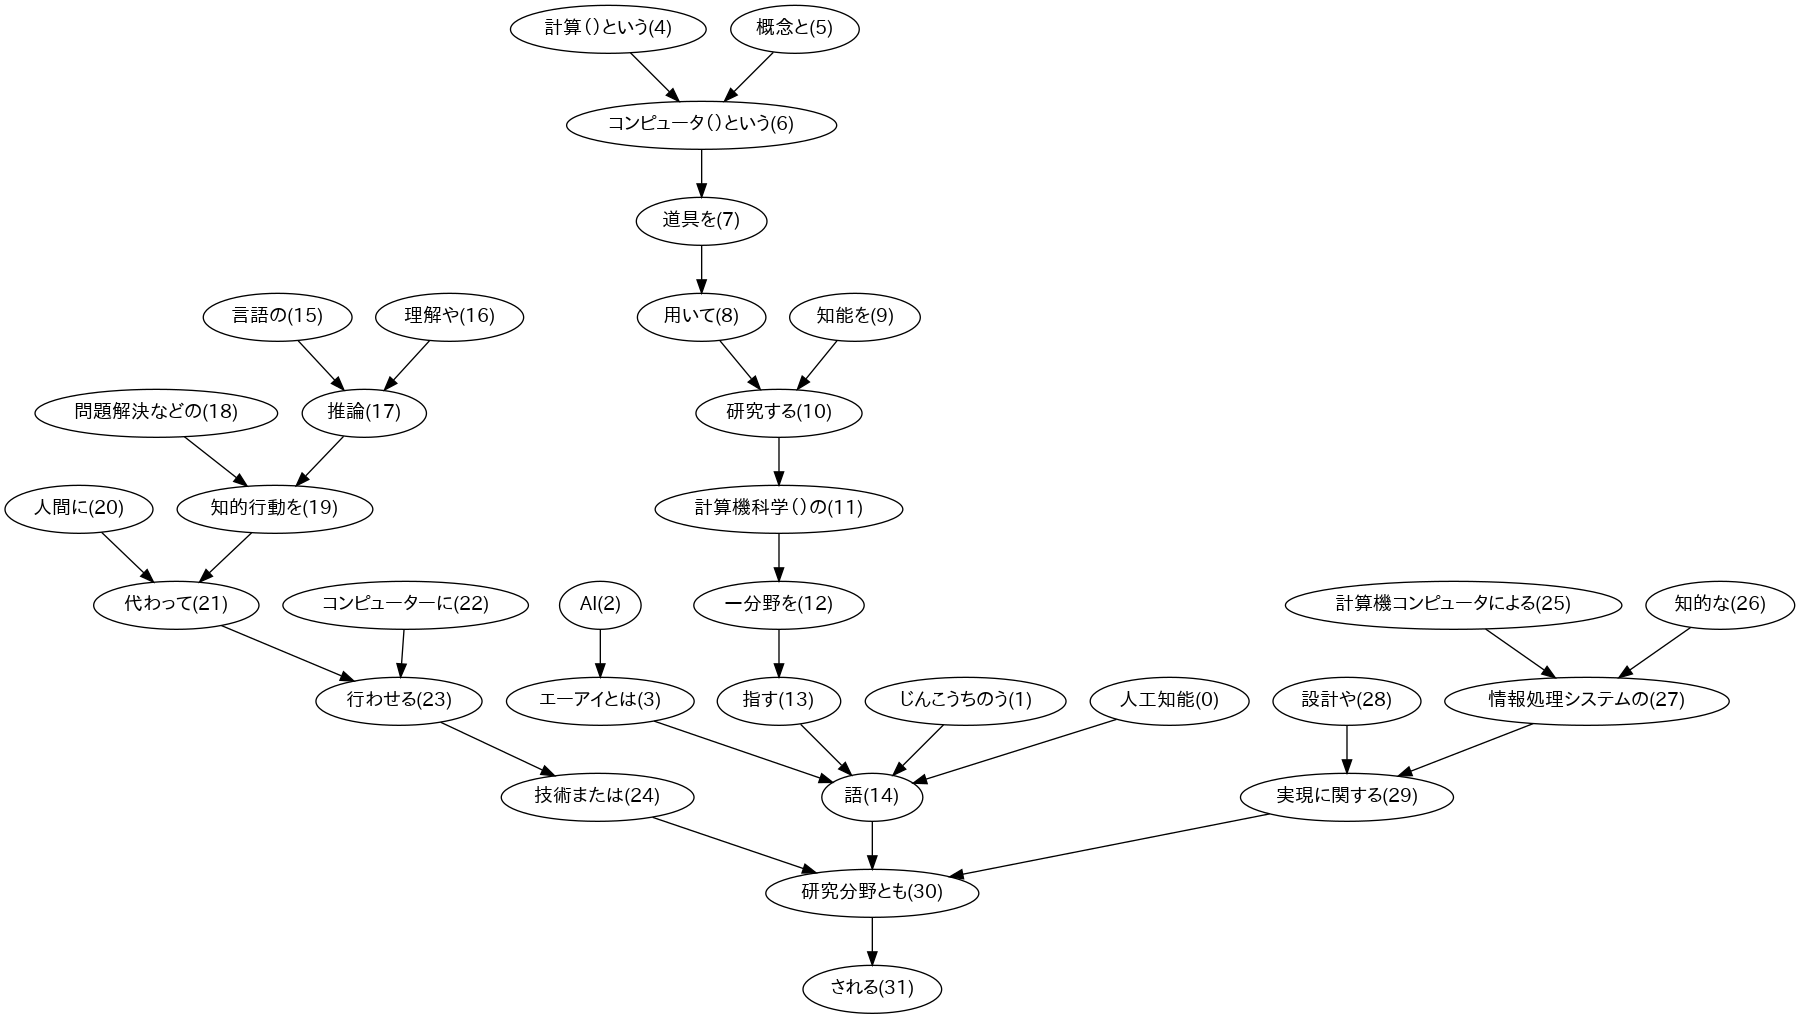 計算()という(4)
概念と(5)
コンピュータ()という(6)
道具を(7)
言語の(15)
理解や(16)
用いて(8)
知能を(9)
問題解決などの(18)
推論(17)
研究する(10)
人間に(20)
知的行動を(19)
計算機科学()の(11)
代わって(21)
コンピューターに(22)
AI(2)
一分野を(12)
計算機コンピュータによる(25)
知的な(26)
行わせる(23)
エーアイとは(3)
指す(13)
じんこうちのう(1)
人工知能(0)
設計や(28)
情報処理システムの(27)
技術または(24)
語(14)
実現に関する(29)
研究分野とも(30)
される(31)